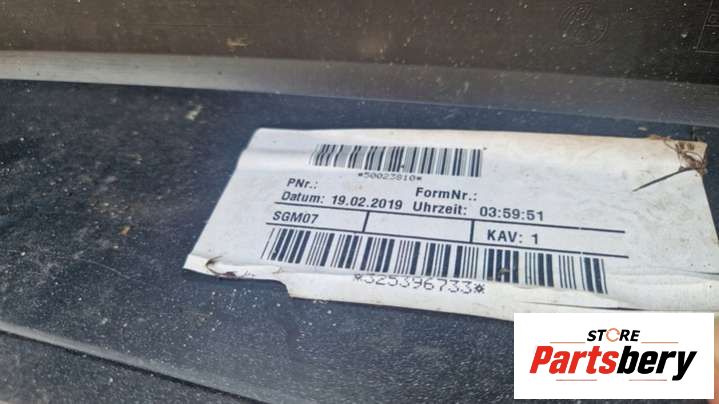 *50023810*
PNr.:
FormNr.:
Datum: 19.02.2019 Uhrzeit: 03:59:51
SGM07
KAV: 1
*325396733*
STORE
Partsbery